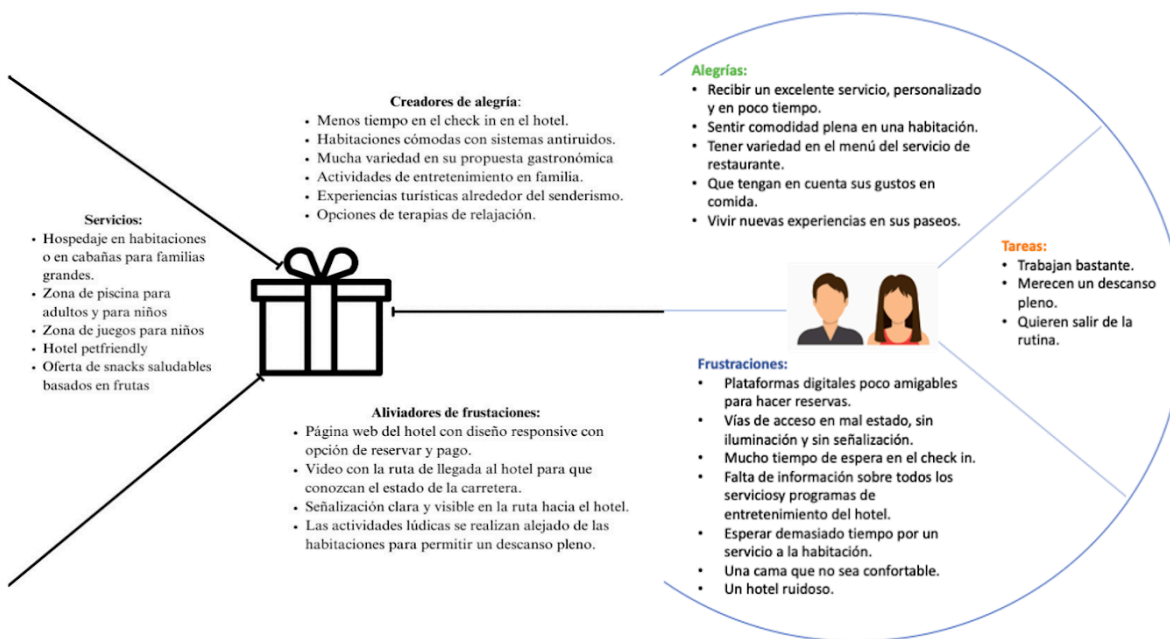 Servicios:
• Hospedaje en habitaciones
o en cabañas para familias
grandes.
• Zona de piscina para
adultos y para niños
• Zona de juegos para niños
• Hotel petfriendly
• Oferta de snacks saludables
basados en frutas
Creadores de alegría:
• Menos tiempo en el check in en el hotel.
• Habitaciones cómodas con sistemas antiruidos.
• Mucha variedad en su propuesta gastronómica
• Actividades de entretenimiento en familia.
• Experiencias turísticas alrededor del senderismo.
• Opciones de terapias de relajación.
Aliviadores de frustaciones:
• Página web del hotel con diseño responsive con
opción de reservar y pago.
• Video con la ruta de llegada al hotel para que
conozcan el estado de la carretera.
• Señalización clara y visible en la ruta hacia el hotel.
• Las actividades lúdicas se realizan alejado de las
habitaciones para permitir un descanso pleno.
Alegrías:
• Recibir un excelente servicio, personalizado
y en poco tiempo.
• Sentir comodidad plena en una habitación.
• Tener variedad en el menú del servicio de
restaurante.
• Que tengan en cuenta sus gustos en
comida.
• Vivir nuevas experiencias en sus paseos.
Frustraciones:
• Plataformas digitales poco amigables
para hacer reservas.
• Vías de acceso en mal estado, sin
iluminación y sin señalización.
• Mucho tiempo de espera en el check in.
• Falta de información sobre todos los
serviciosy programas de
entretenimiento del hotel.
• Esperar demasiado tiempo por un
servicio a la habitación.
• Una cama que no sea confortable.
• Un hotel ruidoso.
Tareas:
• Trabajan bastante.
• Merecen un descanso
pleno.
• Quieren salir de la
rutina.